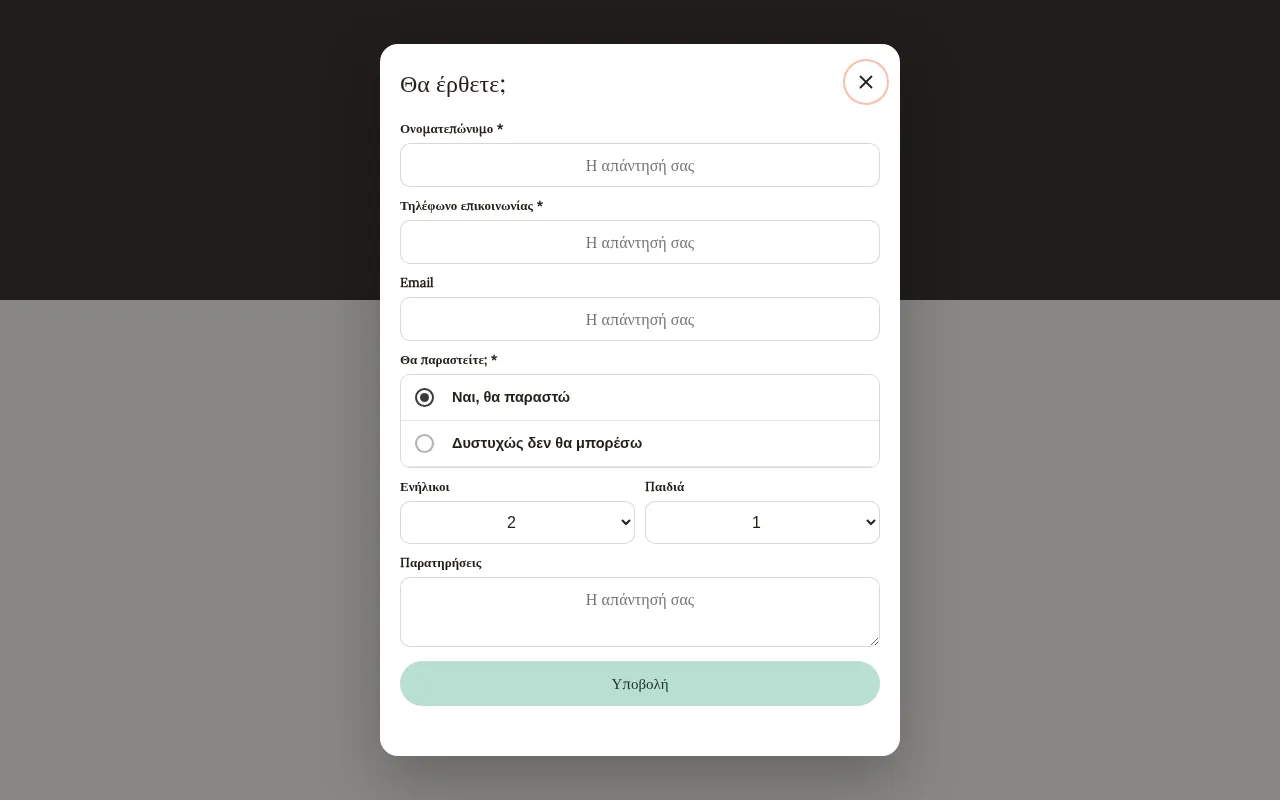 Θα έρθετε;
Ονοματεπώνυμο *
Η απάντησή σας
Τηλέφωνο επικοινωνίας *
Η απάντησή σας
Email
Η απάντησή σας
Θα παραστείτε; *
Ναι, θα παραστώ
Δυστυχώς δεν θα μπορέσω
Ενήλικοι Παιδιά
2 1
Παρατηρήσεις
Η απάντησή σας
Υποβολή